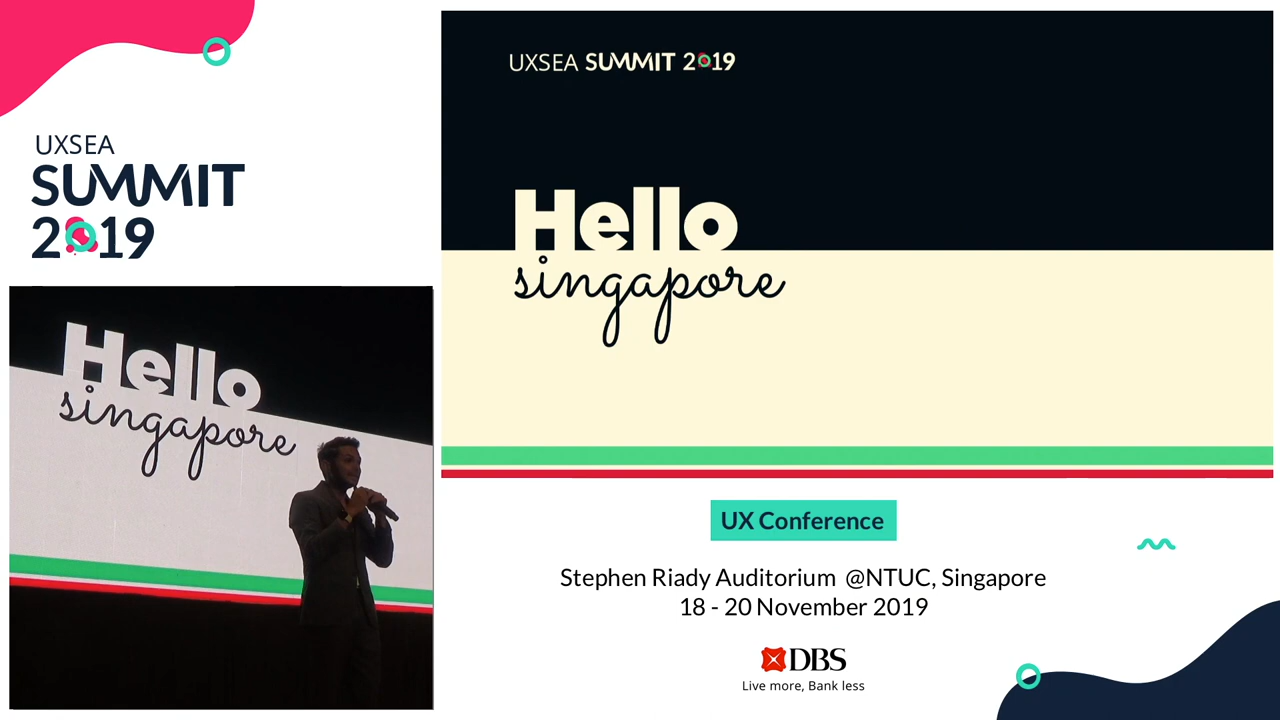 UXSEA
SUMMIT
2019
UXSEA SUMMIT 2019
Hello
singapore
Hello
singapore
UX Conference
Stephen Riady Auditorium @NTUC, Singapore
18 - 20 November 2019
DBS
Live more, Bank less